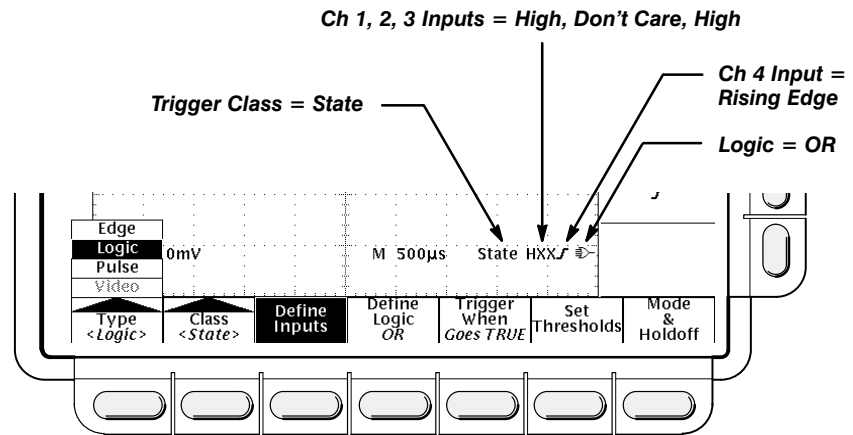 Ch 1, 2, 3 Inputs = High, Don't Care, High
Ch 4 Input =
Rising Edge
Trigger Class = State
Logic = OR
Edge
Logic
Pulse
Video
0mV
M 500µs
State HXX
Type
<Logic>
Class
<State>
Define
Inputs
Define
Logic
OR
Trigger
When
Goes TRUE
Set
Thresholds
Mode
&
Holdoff